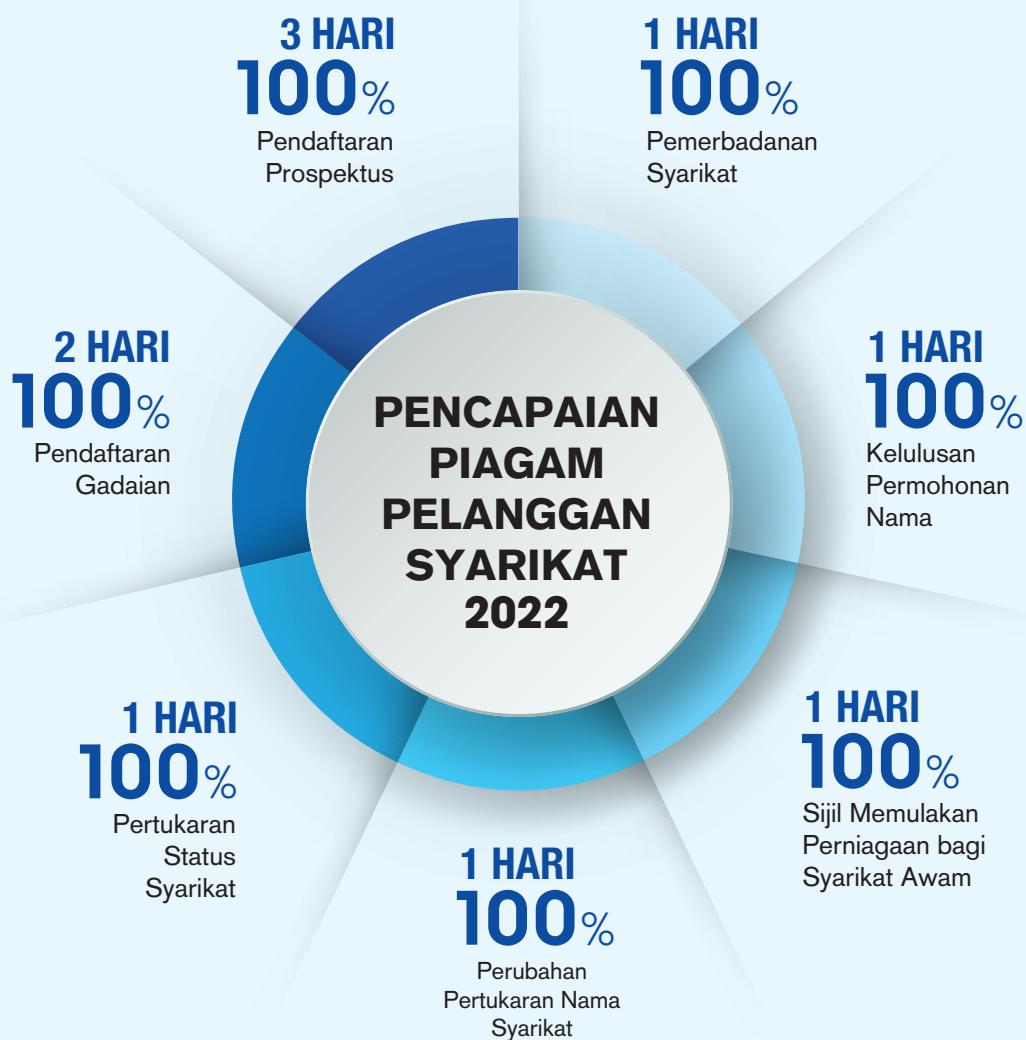 3 HARI
100%
Pendaftaran
Prospektus
1 HARI
100%
Pemerbadanan
Syarikat
2 HARI
100%
Pendaftaran
Gadaian
1 HARI
100%
Kelulusan
Permohonan
Nama
PENCAPAIAN
PIAGAM
PELANGGAN
SYARIKAT
2022
1 HARI
100%
Pertukaran
Status
Syarikat
1 HARI
100%
Sijil Memulakan
Perniagaan bagi
Syarikat Awam
1 HARI
100%
Perubahan
Pertukaran Nama
Syarikat